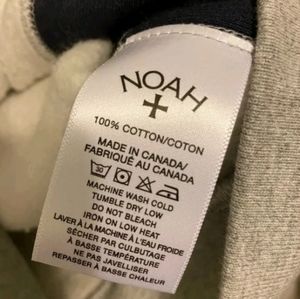 NOAH
100% COTTON/COTON
MADE IN CANADA/
FABRIQUÉ AU CANADA
30
MACHINE WASH COLD
TUMBLE DRY LOW
DO NOT BLEACH
IRON ON LOW HEAT
LAVER À LA MACHINE À L'EAU FROIDE
SÉCHER PAR CULBUTAGE
À BASSE TEMPÉRATURE
NE PAS JAVELLISER
REPASSER À BASSE CHALEUR